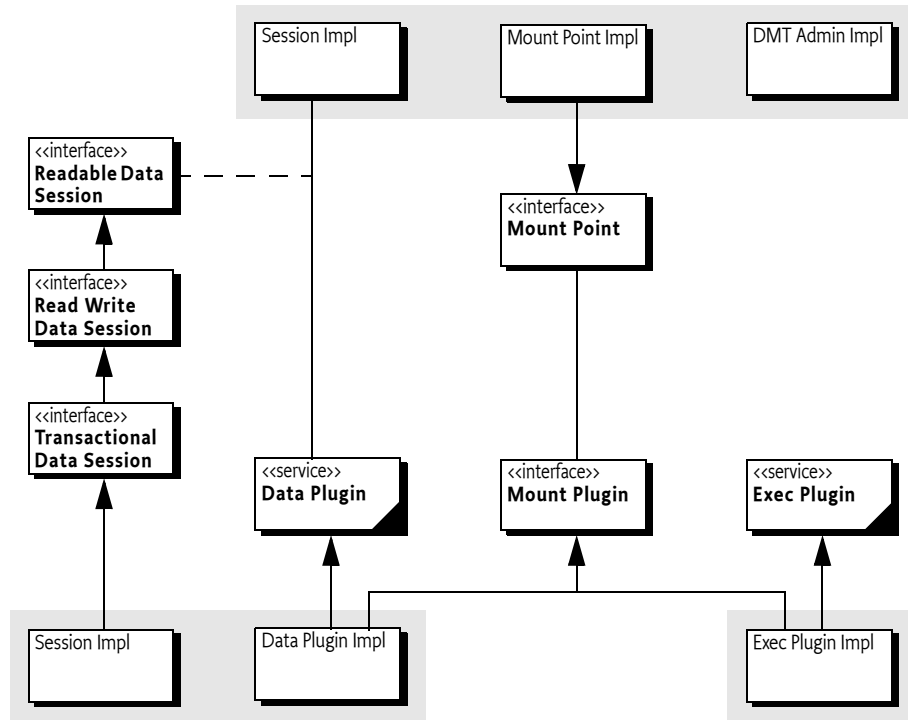 Session Impl
Mount Point Impl
DMT Admin Impl
<<interface>>
Readable Data
Session
<<interface>>
Mount Point
<<interface>>
Read Write
Data Session
<<interface>>
Transactional
Data Session
<<service>>
Data Plugin
<<interface>>
Mount Plugin
<<service>>
Exec Plugin
Session Impl
Data Plugin Impl
Exec Plugin Impl